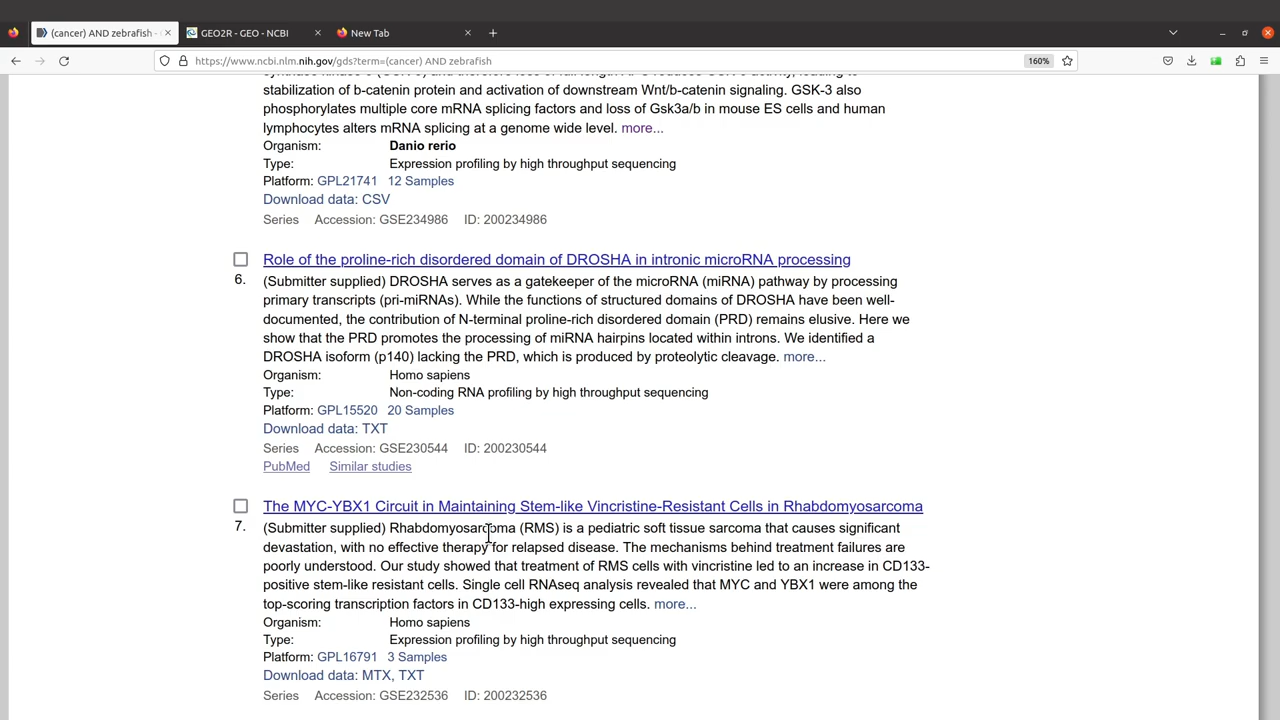 (cancer) AND zebrafish -
GEO2R - GEO - NCBI
New Tab
https://www.ncbi.nlm.nih.gov/gds?term=(cancer) AND zebrafish
160%
stabilization of b-catenin protein and activation of downstream Wnt/b-catenin signaling. GSK-3 also
phosphorylates multiple core mRNA splicing factors and loss of Gsk3a/b in mouse ES cells and human
lymphocytes alters mRNA splicing at a genome wide level. more...
Organism: Danio rerio
Type: Expression profiling by high throughput sequencing
Platform: GPL21741 12 Samples
Download data: CSV
Series Accession: GSE234986 ID: 200234986
Role of the proline-rich disordered domain of DROSHA in intronic microRNA processing
6. (Submitter supplied) DROSHA serves as a gatekeeper of the microRNA (miRNA) pathway by processing
primary transcripts (pri-miRNAs). While the functions of structured domains of DROSHA have been well-
documented, the contribution of N-terminal proline-rich disordered domain (PRD) remains elusive. Here we
show that the PRD promotes the processing of miRNA hairpins located within introns. We identified a
DROSHA isoform (p140) lacking the PRD, which is produced by proteolytic cleavage. more...
Organism: Homo sapiens
Type: Non-coding RNA profiling by high throughput sequencing
Platform: GPL15520 20 Samples
Download data: TXT
Series Accession: GSE230544 ID: 200230544
PubMed Similar studies
The MYC-YBX1 Circuit in Maintaining Stem-like Vincristine-Resistant Cells in Rhabdomyosarcoma
7. (Submitter supplied) Rhabdomyosarcoma (RMS) is a pediatric soft tissue sarcoma that causes significant
devastation, with no effective therapy for relapsed disease. The mechanisms behind treatment failures are
poorly understood. Our study showed that treatment of RMS cells with vincristine led to an increase in CD133-
positive stem-like resistant cells. Single cell RNAseq analysis revealed that MYC and YBX1 were among the
top-scoring transcription factors in CD133-high expressing cells. more...
Organism: Homo sapiens
Type: Expression profiling by high throughput sequencing
Platform: GPL16791 3 Samples
Download data: MTX, TXT
Series Accession: GSE232536 ID: 200232536